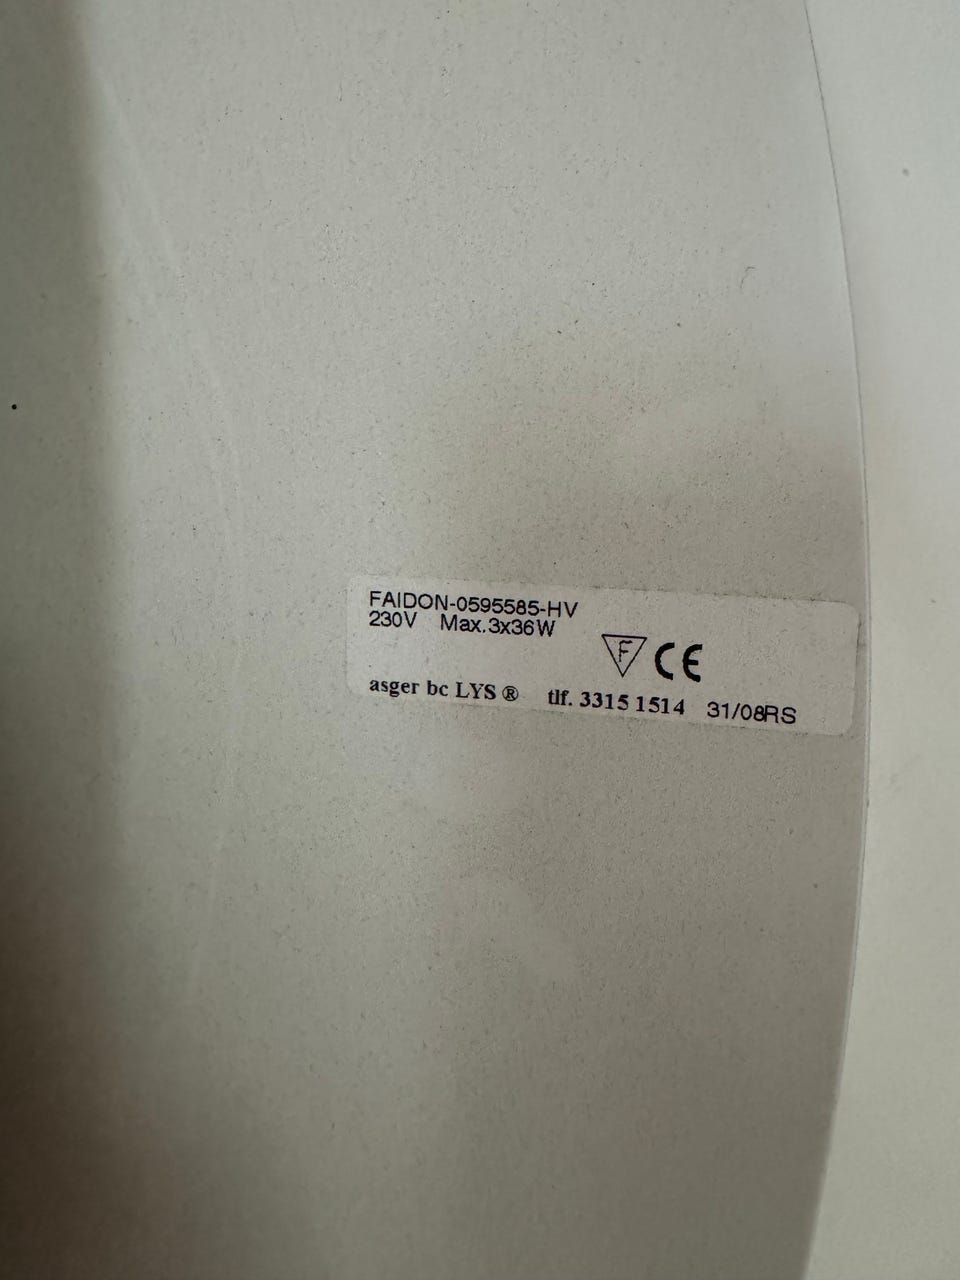 FAIDON-0595585-HV
230V Max.3x36W
F CE
asger bc LYS ® tlf. 3315 1514 31/08RS